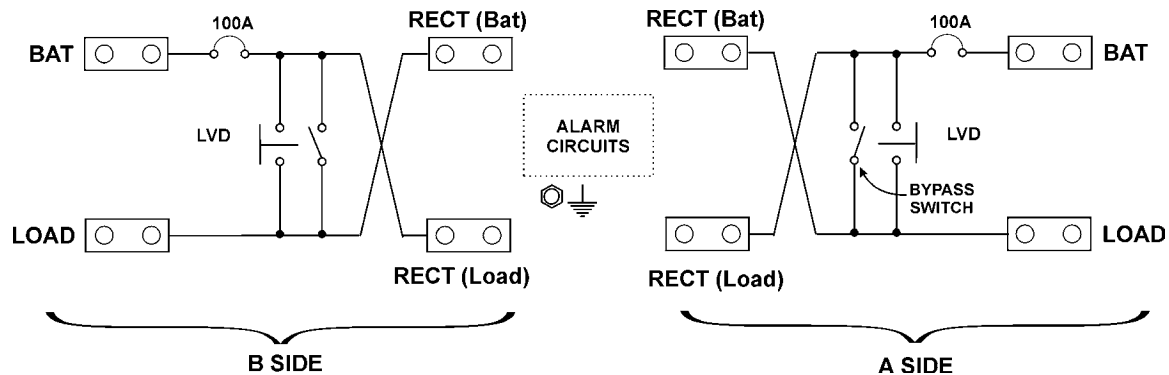 100A
RECT (Bat)
BAT
LVD
LOAD
RECT (Load)
B SIDE
ALARM
CIRCUITS
RECT (Bat)
100A
BAT
LVD
BYPASS
SWITCH
LOAD
RECT (Load)
A SIDE